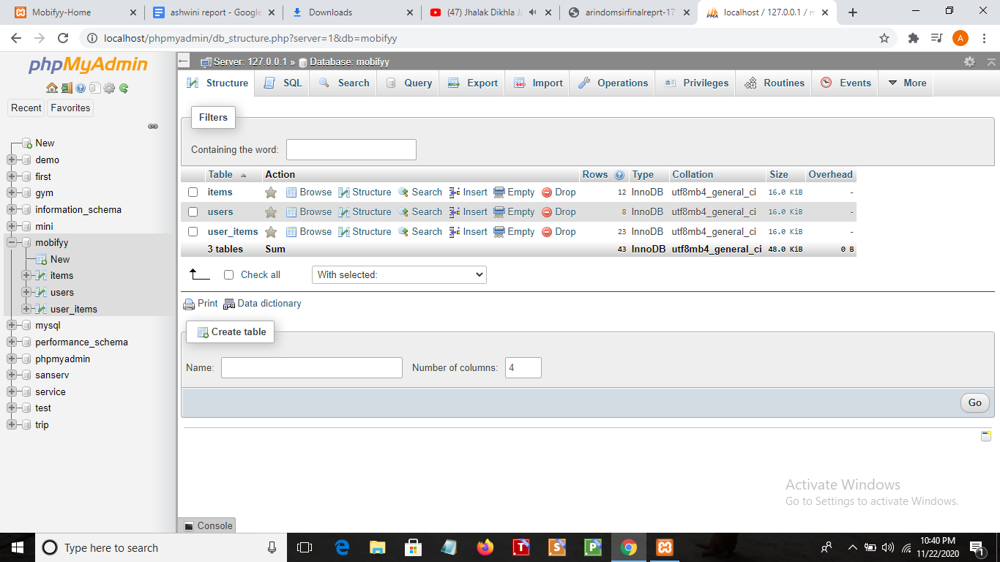 Mobifyy-Home
ashwini report - Google
Downloads
(47) Jhalak Dikhla Ja
arindomsirfinalreprt-17
localhost / 127.0.0.1 / m
localhost/phpmyadmin/db_structure.php?server=1&db=mobifyy
A
phpMyAdmin
Recent Favorites
New
demo
first
gym
information_schema
mini
mobifyy
New
items
users
user_items
mysql
performance_schema
phpmyadmin
sanserv
service
test
trip
Server: 127.0.0.1 » Database: mobifyy
Structure SQL Search Query Export Import Operations Privileges Routines Events More
Filters
Containing the word:
Table Action Rows Type Collation Size Overhead
items Browse Structure Search Insert Empty Drop 12 InnoDB utf8mb4_general_ci 16.0 KiB -
users Browse Structure Search Insert Empty Drop 8 InnoDB utf8mb4_general_ci 16.0 KiB -
user_items Browse Structure Search Insert Empty Drop 23 InnoDB utf8mb4_general_ci 16.0 KiB -
3 tables Sum 43 InnoDB utf8mb4_general_ci 48.0 KiB 0 B
Check all With selected:
Print Data dictionary
Create table
Name: Number of columns: 4
Go
Activate Windows
Go to Settings to activate Windows.
Console
Type here to search
T S P
10:40 PM
11/22/2020
1